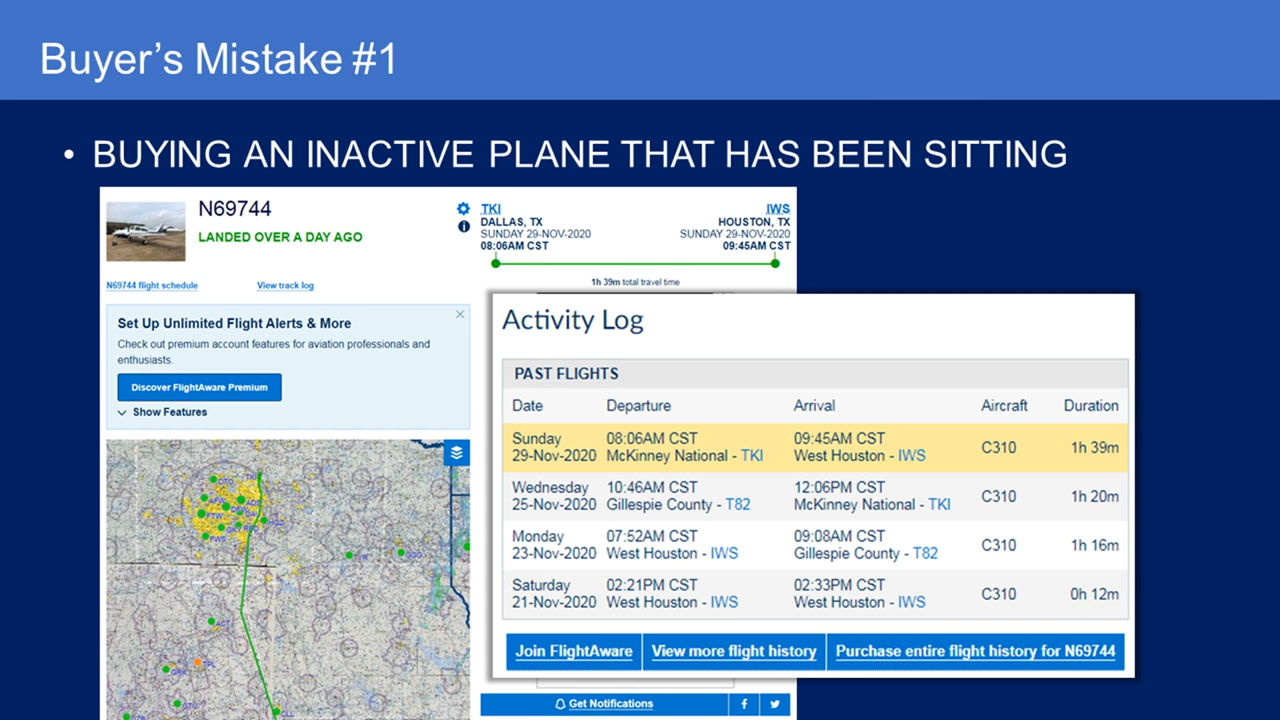 Buyer's Mistake #1
• BUYING AN INACTIVE PLANE THAT HAS BEEN SITTING
N69744
LANDED OVER A DAY AGO
N69744 flight schedule
View track log
TKI
DALLAS, TX
SUNDAY 29-NOV-2020
08:06AM CST
IWS
HOUSTON, TX
SUNDAY 29-NOV-2020
09:45AM CST
1h 39m total travel time
Set Up Unlimited Flight Alerts & More
Check out premium account features for aviation professionals and
enthusiasts.
Discover FlightAware Premium
Show Features
Activity Log
PAST FLIGHTS
Date Departure Arrival Aircraft Duration
Sunday 08:06AM CST 09:45AM CST
29-Nov-2020 McKinney National - TKI West Houston - IWS C310 1h 39m
Wednesday 10:46AM CST 12:06PM CST
25-Nov-2020 Gillespie County - T82 McKinney National - TKI C310 1h 20m
Monday 07:52AM CST 09:08AM CST
23-Nov-2020 West Houston - IWS Gillespie County - T82 C310 1h 16m
Saturday 02:21PM CST 02:33PM CST
21-Nov-2020 West Houston - IWS West Houston - IWS C310 0h 12m
Join FlightAware View more flight history Purchase entire flight history for N69744
Get Notifications
DTO
FTW
FWS
GGG
ACT
GRK
GTU
CLL